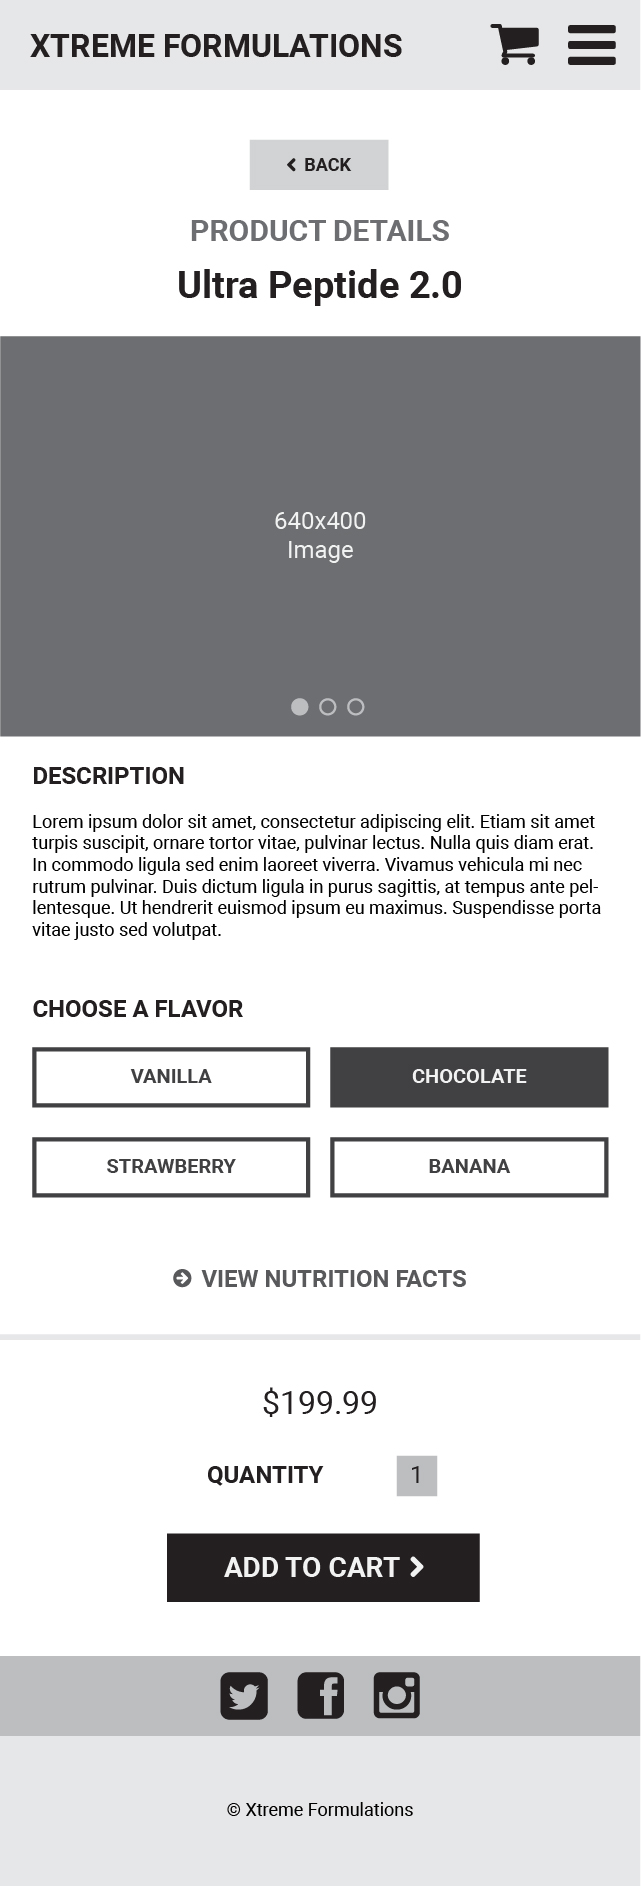 XTREME FORMULATIONS
BACK
PRODUCT DETAILS
Ultra Peptide 2.0
640x400
Image
DESCRIPTION
Lorem ipsum dolor sit amet, consectetur adipiscing elit. Etiam sit amet
turpis suscipit, ornare tortor vitae, pulvinar lectus. Nulla quis diam erat.
In commodo ligula sed enim laoreet viverra. Vivamus vehicula mi nec
rutrum pulvinar. Duis dictum ligula in purus sagittis, at tempus ante pel-
lentesque. Ut hendrerit euismod ipsum eu maximus. Suspendisse porta
vitae justo sed volutpat.
CHOOSE A FLAVOR
VANILLA
CHOCOLATE
STRAWBERRY
BANANA
VIEW NUTRITION FACTS
$199.99
QUANTITY 1
ADD TO CART
© Xtreme Formulations